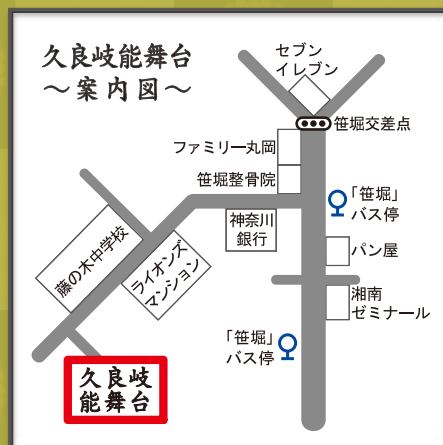 久良岐能舞台
～案内図～
セブン
イレブン
笹堀交差点
ファミリー丸岡
笹堀整骨院
「笹堀」
バス停
神奈川
銀行
パン屋
藤の木中学校
ライオンズ
マンション
湘南
ゼミナール
「笹堀」
バス停
久良岐
能舞台